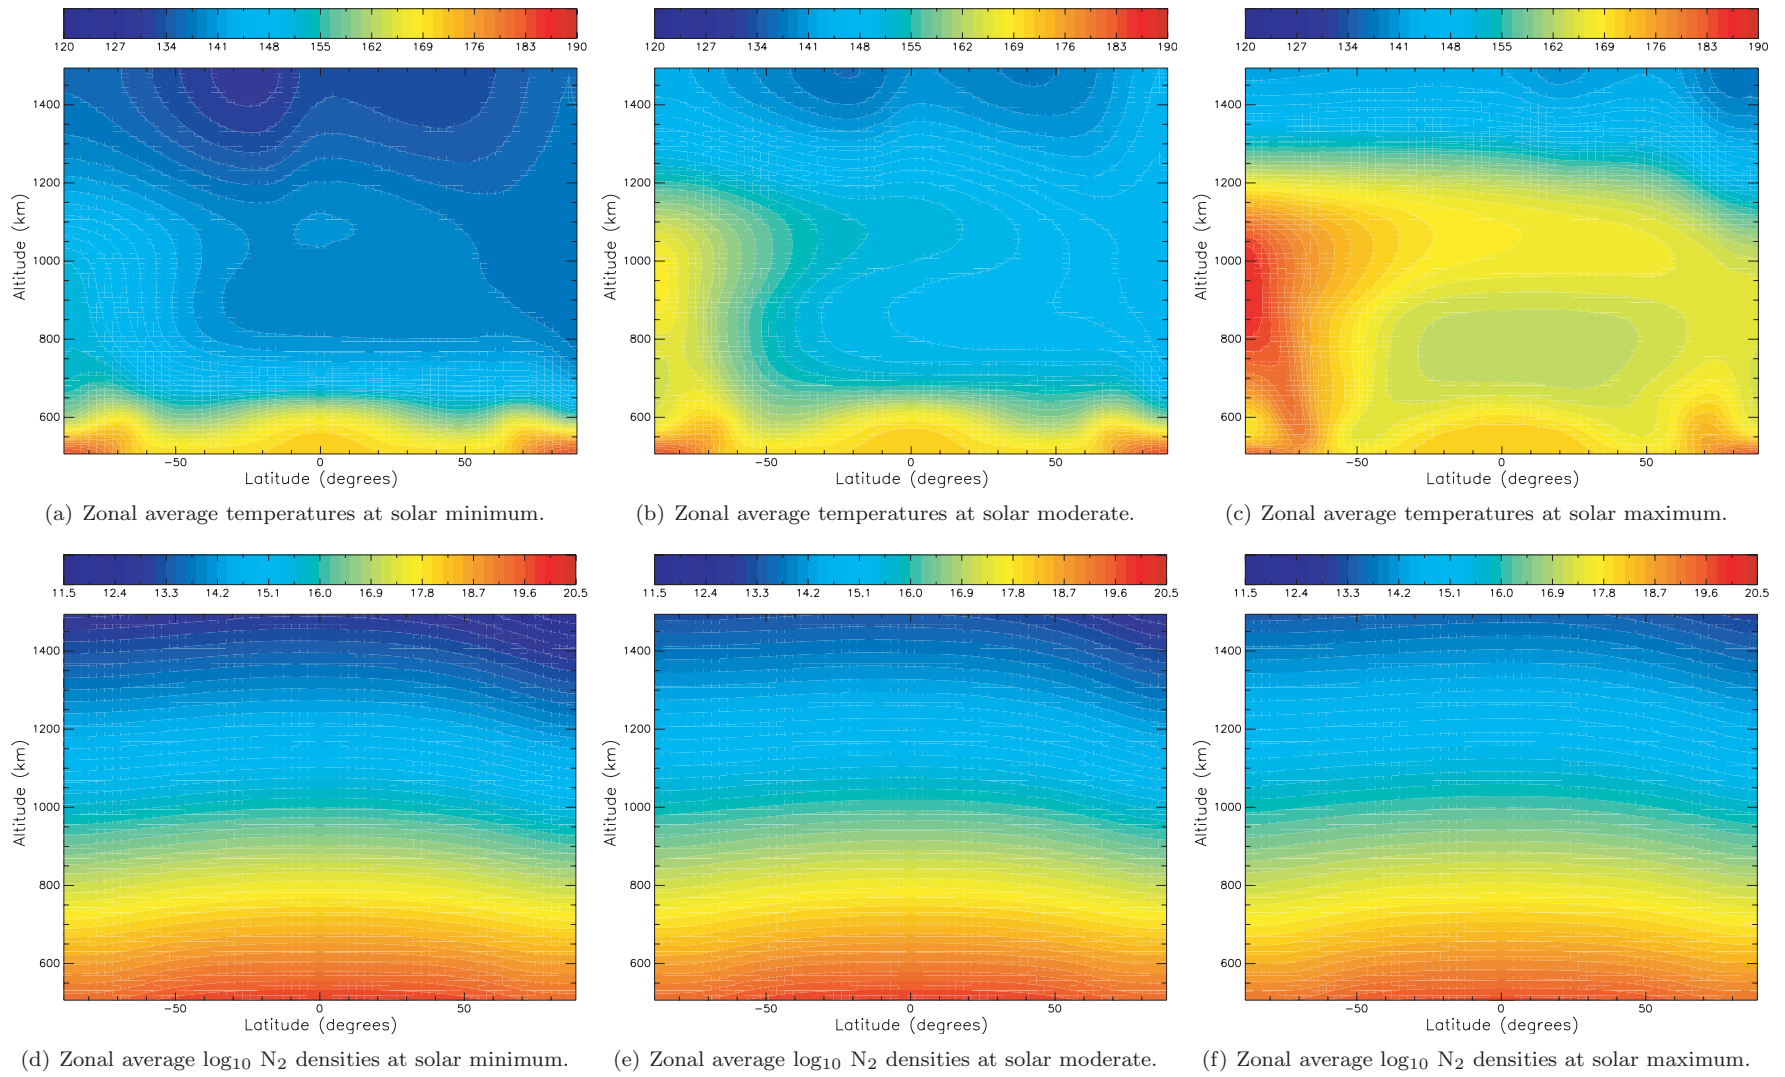 120 127 134 141 148 155 162 169 176 183 190
120 127 134 141 148 155 162 169 176 183 190
120 127 134 141 148 155 162 169 176 183 190
1400
1200
1000
800
600
Altitude (km)
-50 0 50
Latitude (degrees)
1400
1200
1000
800
600
Altitude (km)
-50 0 50
Latitude (degrees)
1400
1200
1000
800
600
Altitude (km)
-50 0 50
Latitude (degrees)
(a) Zonal average temperatures at solar minimum.
(b) Zonal average temperatures at solar moderate.
(c) Zonal average temperatures at solar maximum.
11.5 12.4 13.3 14.2 15.1 16.0 16.9 17.8 18.7 19.6 20.5
11.5 12.4 13.3 14.2 15.1 16.0 16.9 17.8 18.7 19.6 20.5
11.5 12.4 13.3 14.2 15.1 16.0 16.9 17.8 18.7 19.6 20.5
1400
1200
1000
800
600
Altitude (km)
-50 0 50
Latitude (degrees)
1400
1200
1000
800
600
Altitude (km)
-50 0 50
Latitude (degrees)
1400
1200
1000
800
600
Altitude (km)
-50 0 50
Latitude (degrees)
(d) Zonal average log₁₀ N₂ densities at solar minimum.
(e) Zonal average log₁₀ N₂ densities at solar moderate.
(f) Zonal average log₁₀ N₂ densities at solar maximum.